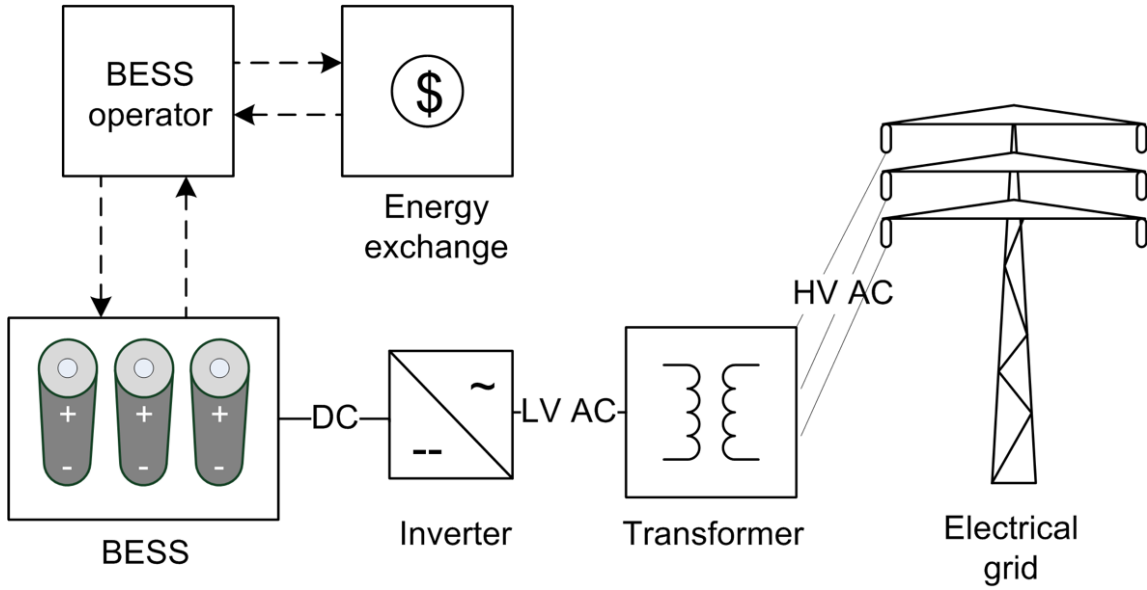 BESS
operator
$
Energy
exchange
HV AC
+
+
+
-
-
-
DC
~
--
LV AC
BESS
Inverter
Transformer
Electrical
grid